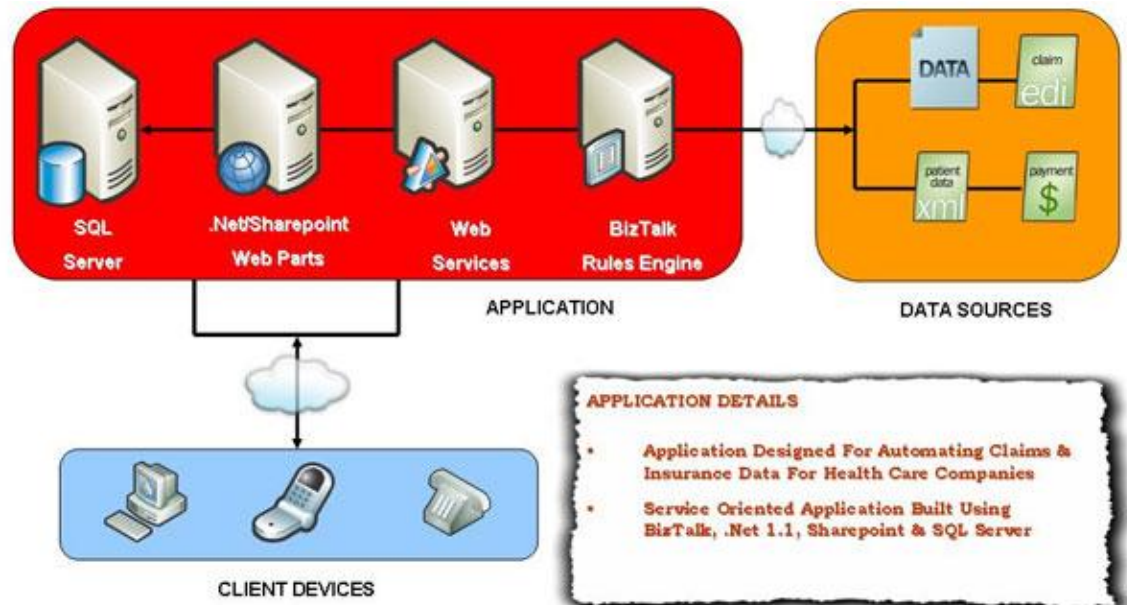 SQL
Server
.Net/Sharepoint
Web Parts
Web
Services
BizTalk
Rules Engine
APPLICATION
DATA
claim
edi
patient
data
xml
payment
$
DATA SOURCES
CLIENT DEVICES
APPLICATION DETAILS
• Application Designed For Automating Claims &
Insurance Data For Health Care Companies
• Service Oriented Application Built Using
BizTalk, .Net 1.1, Sharepoint & SQL Server